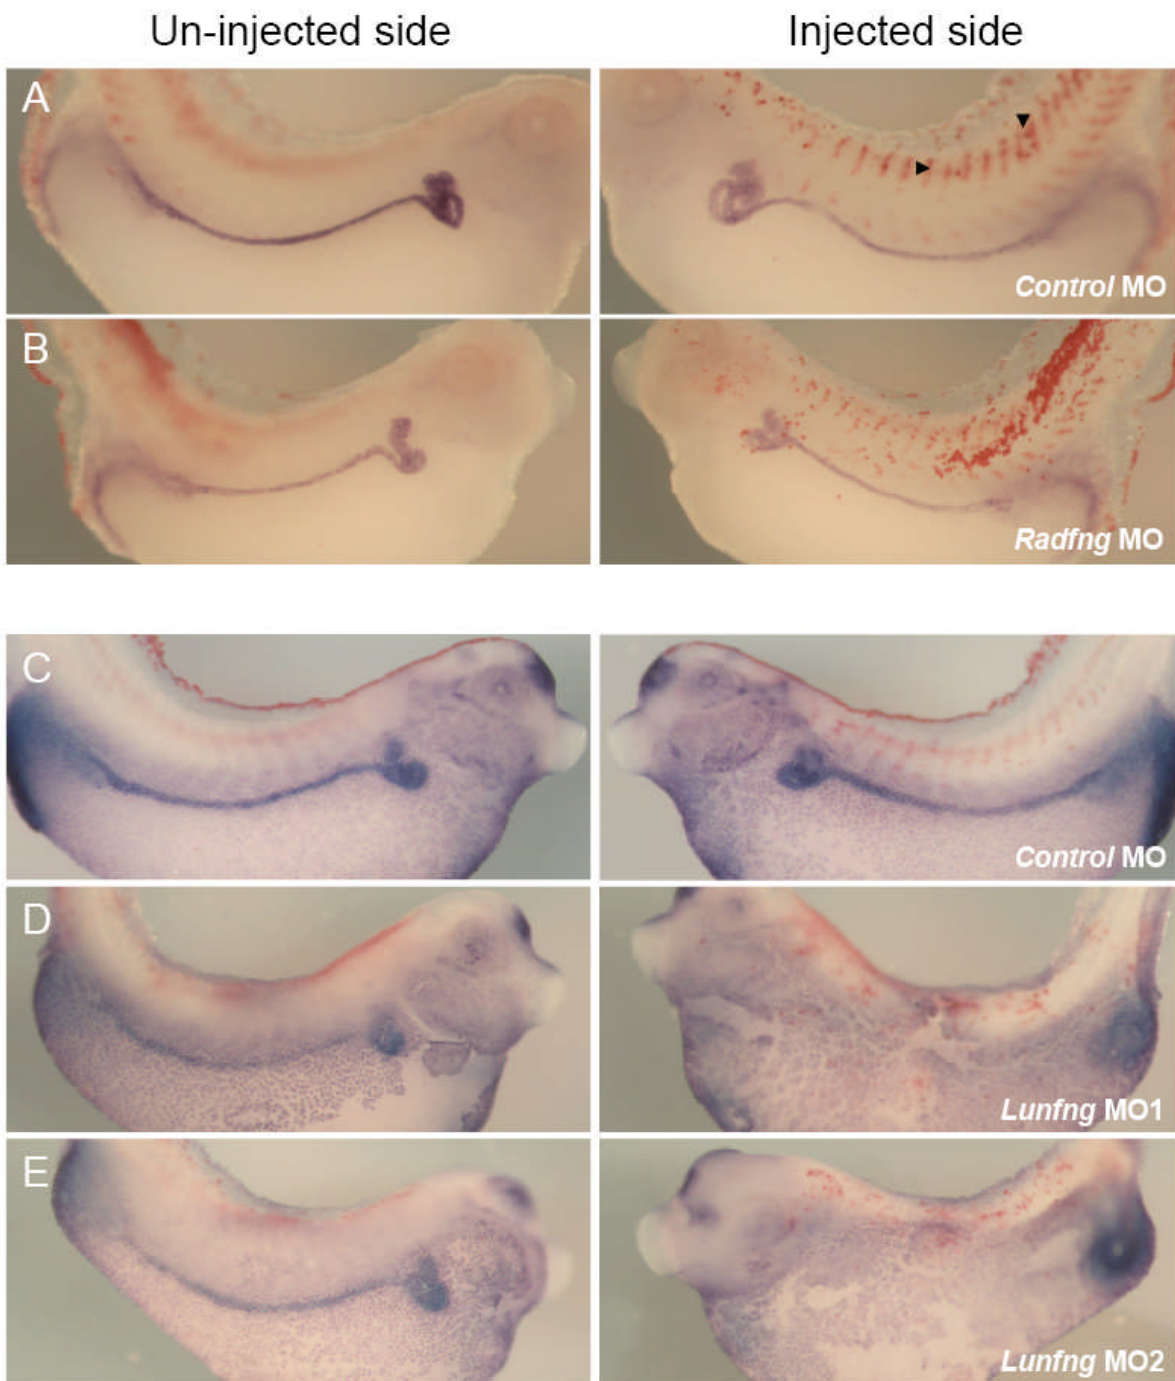 Un-injected side
Injected side
A
Control MO
B
Radfng MO
C
Control MO
D
Lunfng MO1
E
Lunfng MO2